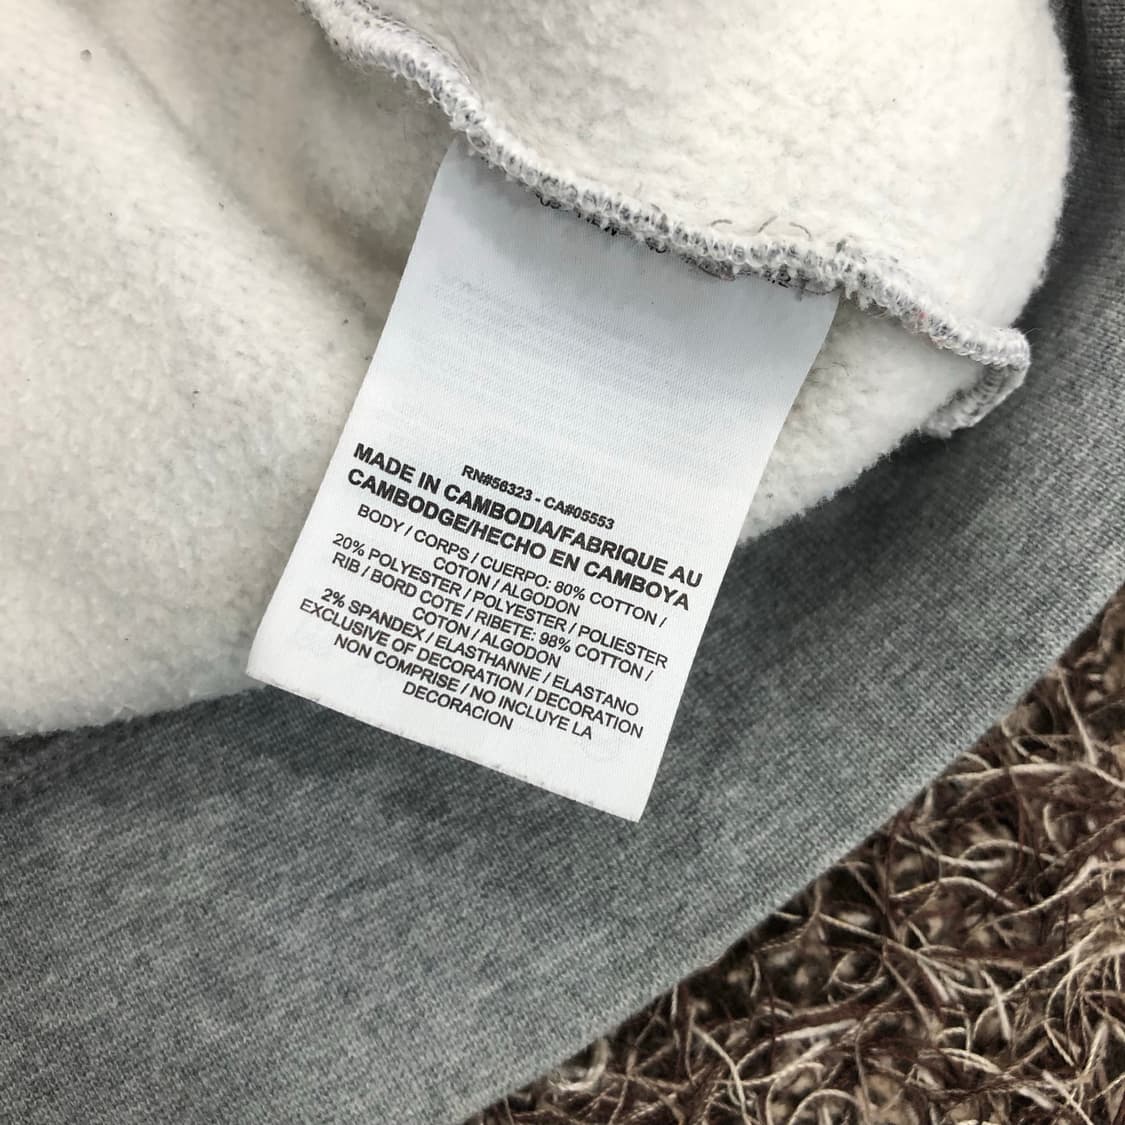 RN#56323 - CA#05553
MADE IN CAMBODIA/FABRIQUE AU
CAMBODGE/HECHO EN CAMBOYA
BODY / CORPS / CUERPO: 80% COTTON /
COTON / ALGODON
20% POLYESTER / POLYESTER / POLIESTER
RIB / BORD COTE / RIBETE: 98% COTTON /
COTON / ALGODON
2% SPANDEX / ELASTHANNE / ELASTANO
EXCLUSIVE OF DECORATION / DECORATION
NON COMPRISE / NO INCLUYE LA
DECORACION